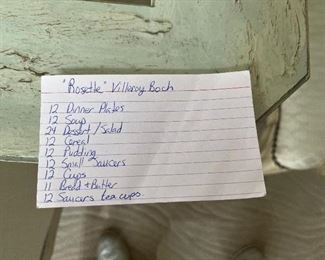 "Rosette" Villeroy Boch
12 Dinner Plates
12 Soup
24 Dessert/Salad
12 Cereal
12 Pudding
12 Small Saucers
12 Cups
11 Bread + Butter
12 Saucers tea cups